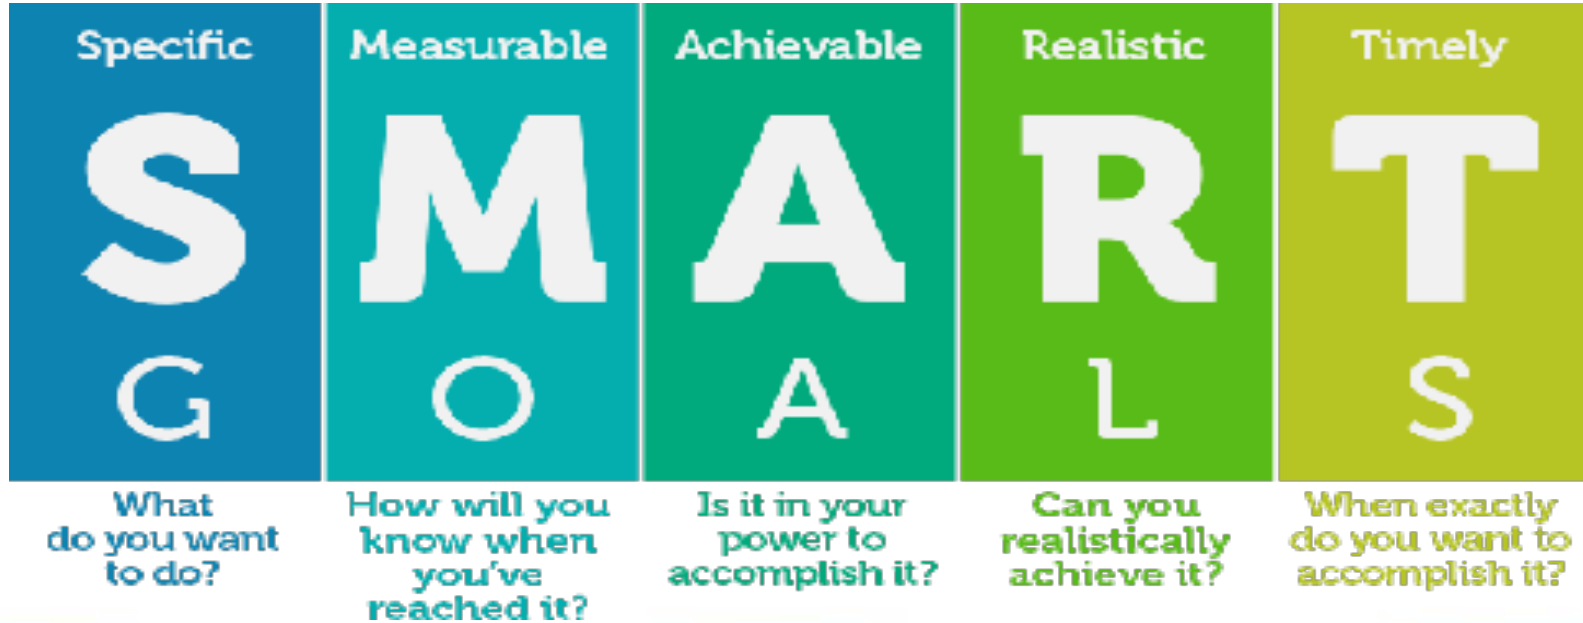 Specific Measurable Achievable Realistic Timely
S M A R T
G O A L S
What
do you want
to do?
How will you
know when
you've
reached it?
Is it in your
power to
accomplish it?
Can you
realistically
achieve it?
When exactly
do you want to
accomplish it?